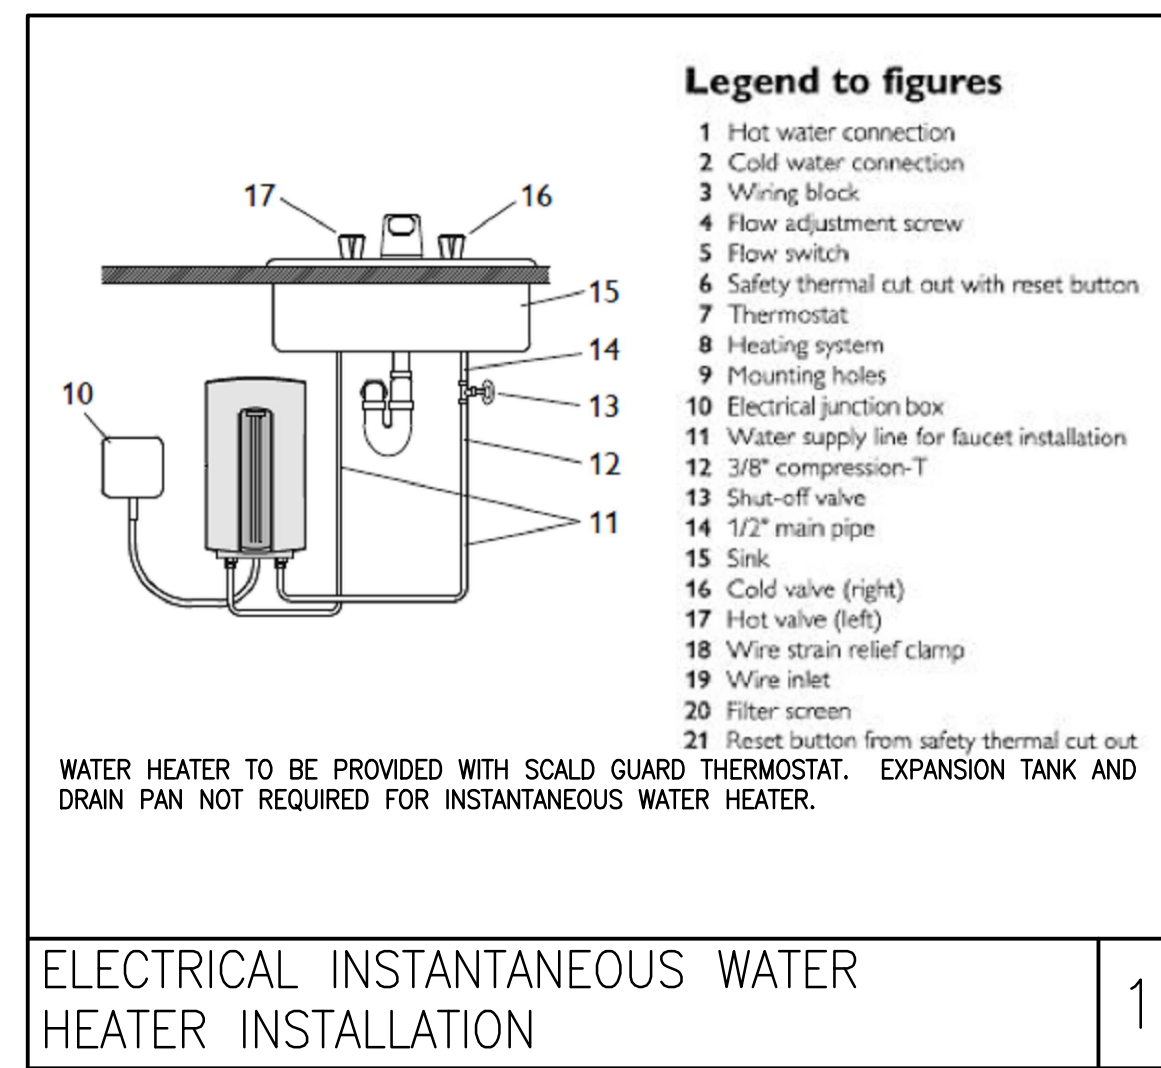 Legend to figures
1 Hot water connection
2 Cold water connection
3 Wiring block
4 Flow adjustment screw
5 Flow switch
6 Safety thermal cut out with reset button
7 Thermostat
8 Heating system
9 Mounting holes
10 Electrical junction box
11 Water supply line for faucet installation
12 3/8" compression-T
13 Shut-off valve
14 1/2" main pipe
15 Sink
16 Cold valve (right)
17 Hot valve (left)
18 Wire strain relief clamp
19 Wire inlet
20 Filter screen
21 Reset button from safety thermal cut out
17
16
15
14
10
13
12
11
WATER HEATER TO BE PROVIDED WITH SCALD GUARD THERMOSTAT. EXPANSION TANK AND
DRAIN PAN NOT REQUIRED FOR INSTANTANEOUS WATER HEATER.
ELECTRICAL INSTANTANEOUS WATER
HEATER INSTALLATION
1